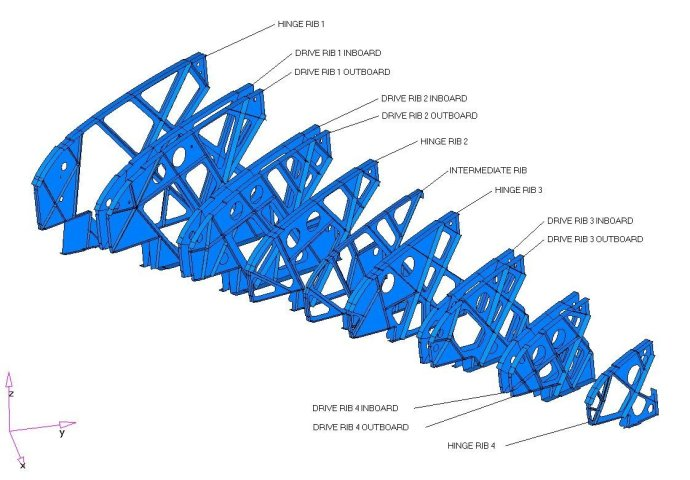 HINGE RIB 1
DRIVE RIB 1 INBOARD
DRIVE RIB 1 OUTBOARD
DRIVE RIB 2 INBOARD
DRIVE RIB 2 OUTBOARD
HINGE RIB 2
INTERMEDIATE RIB
HINGE RIB 3
DRIVE RIB 3 INBOARD
DRIVE RIB 3 OUTBOARD
DRIVE RIB 4 INBOARD
DRIVE RIB 4 OUTBOARD
HINGE RIB 4
z
y
x